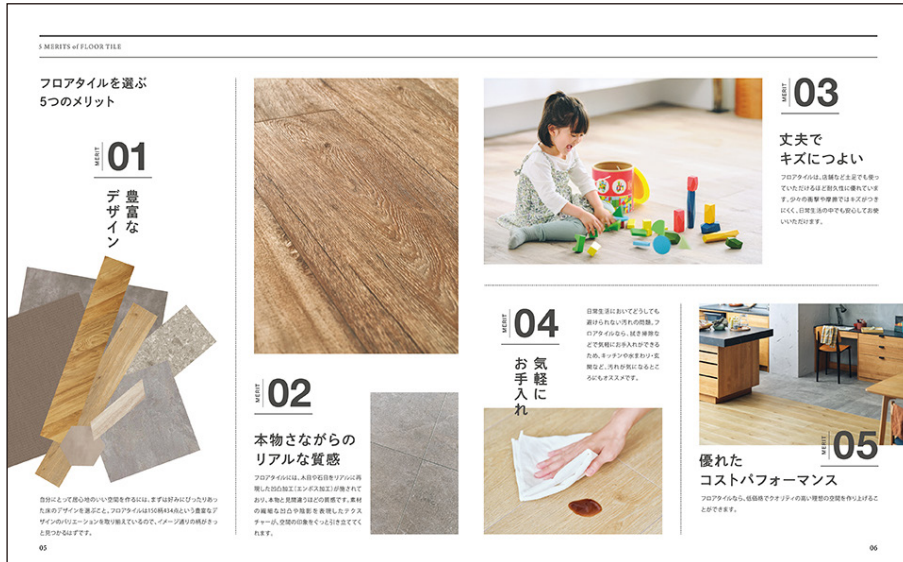 5 MERITS of FLOOR TILE
フロアタイルを選ぶ
5つのメリット
MERIT 01
豊富な
デザイン
自分にとって居心地のいい空間を作るには、まずは好みにぴったりあっ
た床のデザインを選ぶこと。フロアタイルは150柄434点という豊富なデ
ザインのバリエーションを取り揃えているので、イメージ通りの柄がきっ
と見つかるはずです。
MERIT 02
本物さながらの
リアルな質感
フロアタイルには、木目や石目をリアルに再
現した凹凸加工(エンボス加工)が施されて
おり、本物と見間違うほどの質感です。素材
の繊細な凹凸や陰影を表現したテクス
チャーが、空間の印象をぐっと引き立ててく
れます。
MERIT 03
丈夫で
キズにつよい
フロアタイルは、店舗など土足でも使っ
ていただけるほど耐久性に優れていま
す。少々の衝撃や摩擦ではキズがつき
にくく、日常生活の中でも安心してお使
いいただけます。
MERIT 04
気軽に
お手入れ
日常生活においてどうしても
避けられない汚れの問題。フ
ロアタイルなら、拭き掃除な
どで気軽にお手入れができる
ため、キッチンや水まわり・玄
関など、汚れが気になるとこ
ろにもオススメです。
MERIT 05
優れた
コストパフォーマンス
フロアタイルなら、低価格でクオリティの高い理想の空間を作り上げるこ
とができます。
05
06